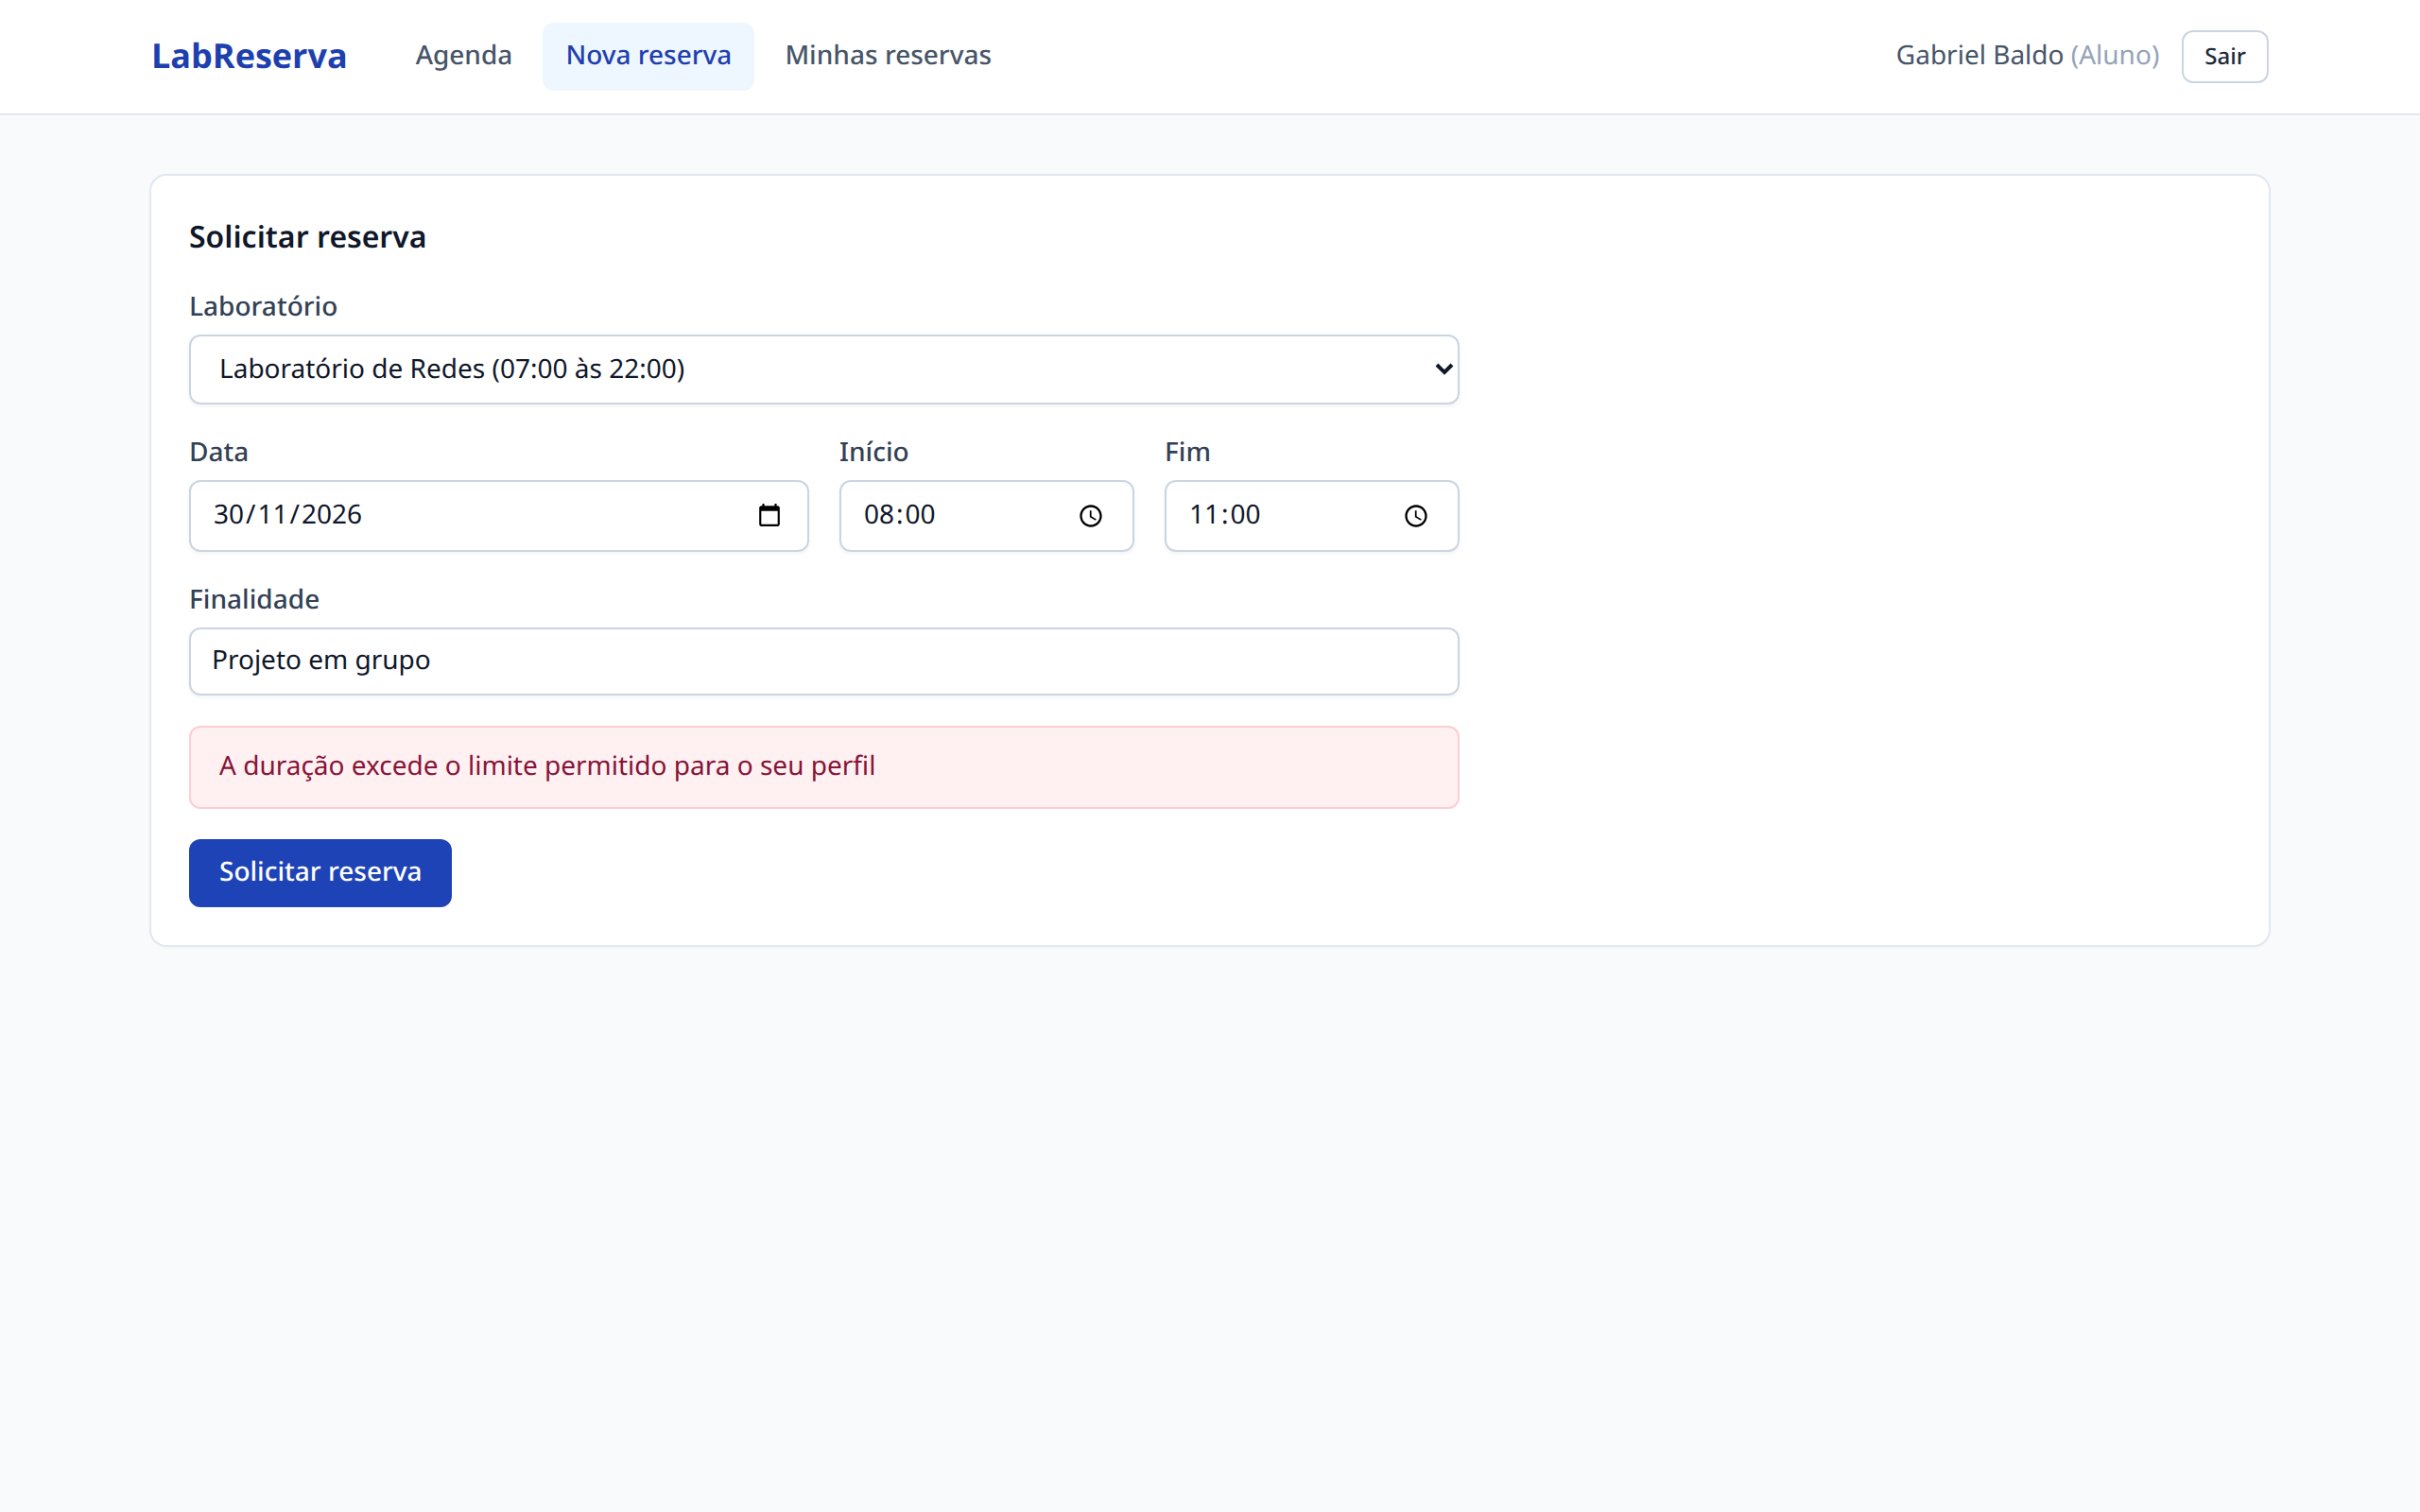 LabReserva Agenda Nova reserva Minhas reservas Gabriel Baldo (Aluno) Sair
Solicitar reserva
Laboratório
Laboratório de Redes (07:00 às 22:00)
Data Início Fim
30/11/2026 08:00 11:00
Finalidade
Projeto em grupo
A duração excede o limite permitido para o seu perfil
Solicitar reserva